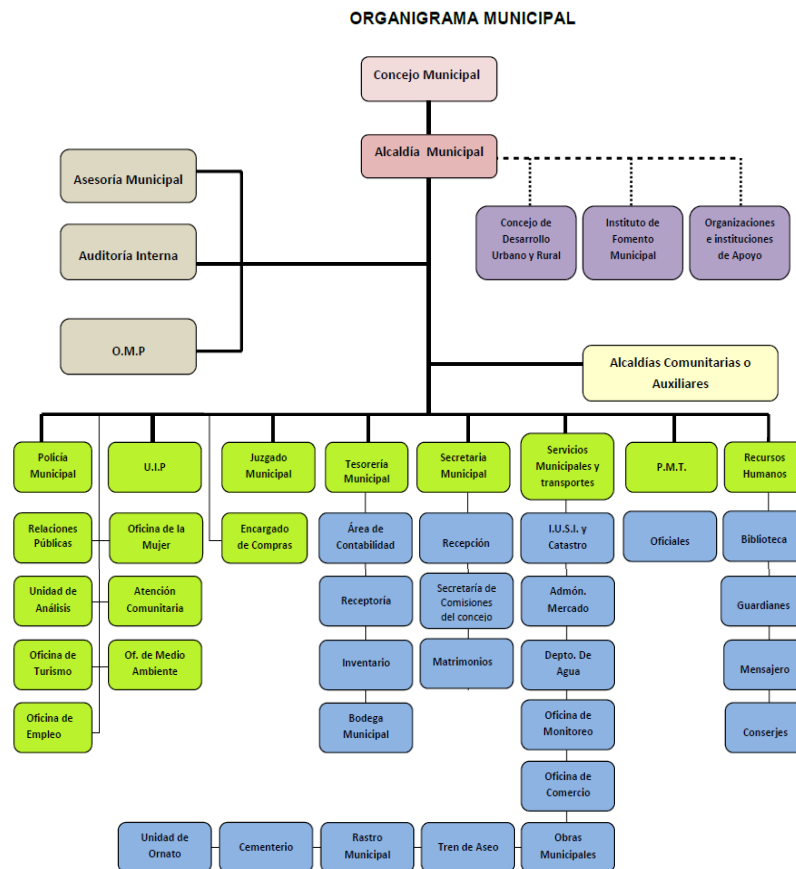 ORGANIGRAMA MUNICIPAL
Concejo Municipal
Alcaldía Municipal
Asesoría Municipal
Auditoría Interna
O.M.P
Concejo de
Desarrollo
Urbano y Rural
Instituto de
Fomento
Municipal
Organizaciones
e instituciones
de Apoyo
Alcaldías Comunitarias o
Auxiliares
Policía
Municipal
U.I.P
Juzgado
Municipal
Tesorería
Municipal
Secretaria
Municipal
Servicios
Municipales y
transportes
P.M.T.
Recursos
Humanos
Relaciones
Públicas
Oficina de la
Mujer
Encargado
de Compras
Área de
Contabilidad
Recepción
I.U.S.I. y
Catastro
Oficiales
Biblioteca
Unidad de
Análisis
Atención
Comunitaria
Receptoría
Secretaría de
Comisiones
del concejo
Admón.
Mercado
Guardianes
Oficina de
Turismo
Of. de Medio
Ambiente
Inventario
Matrimonios
Depto. De
Agua
Mensajero
Oficina de
Empleo
Bodega
Municipal
Oficina de
Monitoreo
Conserjes
Oficina de
Comercio
Unidad de
Ornato
Cementerio
Rastro
Municipal
Tren de Aseo
Obras
Municipales